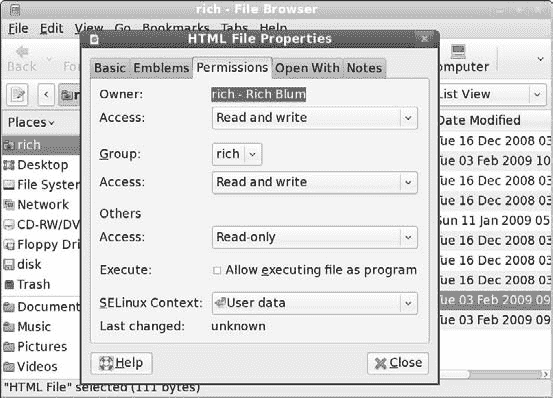 rich - File Browser
File Edit View Go Bookmarks Tabs Help
HTML File Properties
Back
Computer
Basic Emblems Permissions Open With Notes
List View
Places
rich
Desktop
File System
Network
CD-RW/DV
Floppy Dri
disk
Trash
Document
Music
Pictures
Videos
Owner: rich - Rich Blum
Access: Read and write
Group: rich
Access: Read and write
Others
Access: Read-only
Execute: Allow executing file as program
SELinux Context: User data
Last changed: unknown
Help Close
Date Modified
Tue 16 Dec 2008 03
Tue 03 Feb 2009 10
Tue 16 Dec 2008 03
Tue 16 Dec 2008 03
Sun 11 Jan 2009 05
Tue 16 Dec 2008 03
Tue 16 Dec 2008 03
Tue 16 Dec 2008 03
Tue 03 Feb 2009 09
Tue 03 Feb 2009 09
"HTML File" selected (111 bytes)